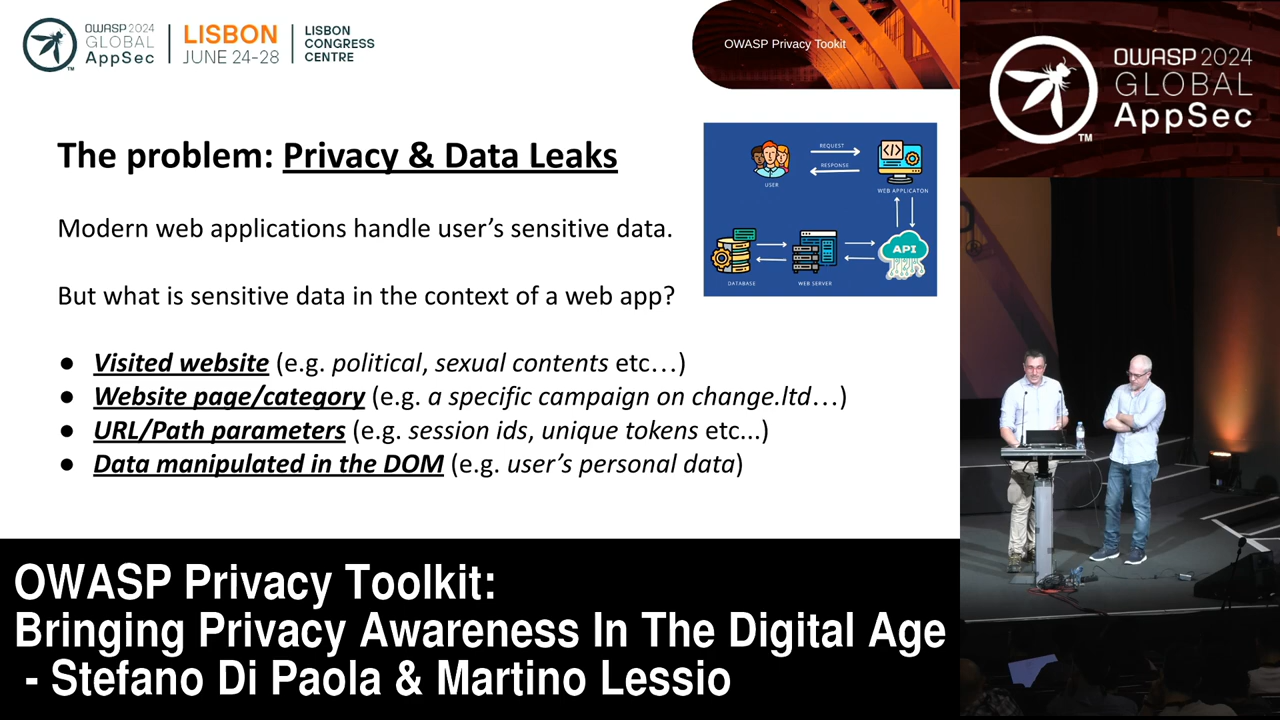 OWASP 2024
GLOBAL
AppSec
LISBON
JUNE 24-28
LISBON
CONGRESS
CENTRE
OWASP Privacy Tookit
The problem: Privacy & Data Leaks
Modern web applications handle user's sensitive data.
But what is sensitive data in the context of a web app?
● Visited website (e.g. political, sexual contents etc...)
● Website page/category (e.g. a specific campaign on change.ltd...)
● URL/Path parameters (e.g. session ids, unique tokens etc...)
● Data manipulated in the DOM (e.g. user's personal data)
REQUEST
RESPONSE
USER
WEB APPLICATON
API
DATABASE
WEB SERVER
OWASP 2024
GLOBAL
AppSec
TM
OWASP Privacy Toolkit:
Bringing Privacy Awareness In The Digital Age
- Stefano Di Paola & Martino Lessio